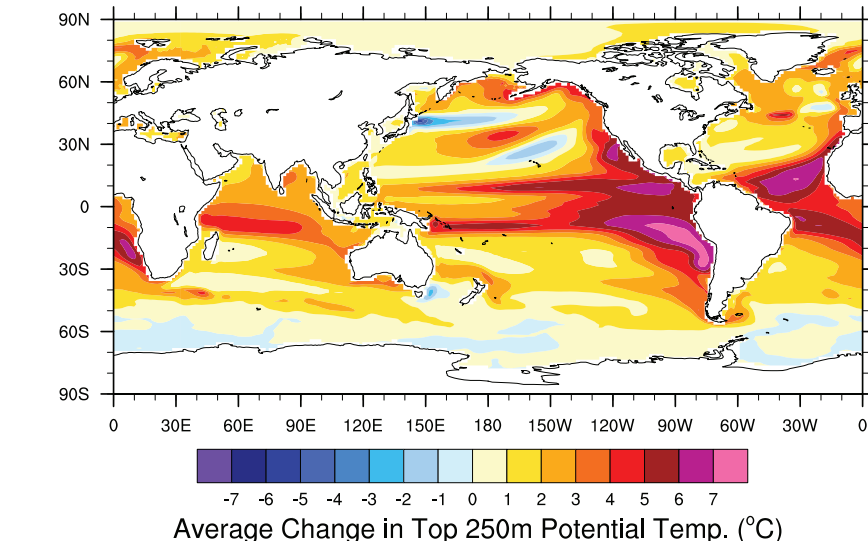 90N
60N
30N
0
30S
60S
90S
0 30E 60E 90E 120E 150E 180 150W 120W 90W 60W 30W 0
-7 -6 -5 -4 -3 -2 -1 0 1 2 3 4 5 6 7
Average Change in Top 250m Potential Temp. (°C)